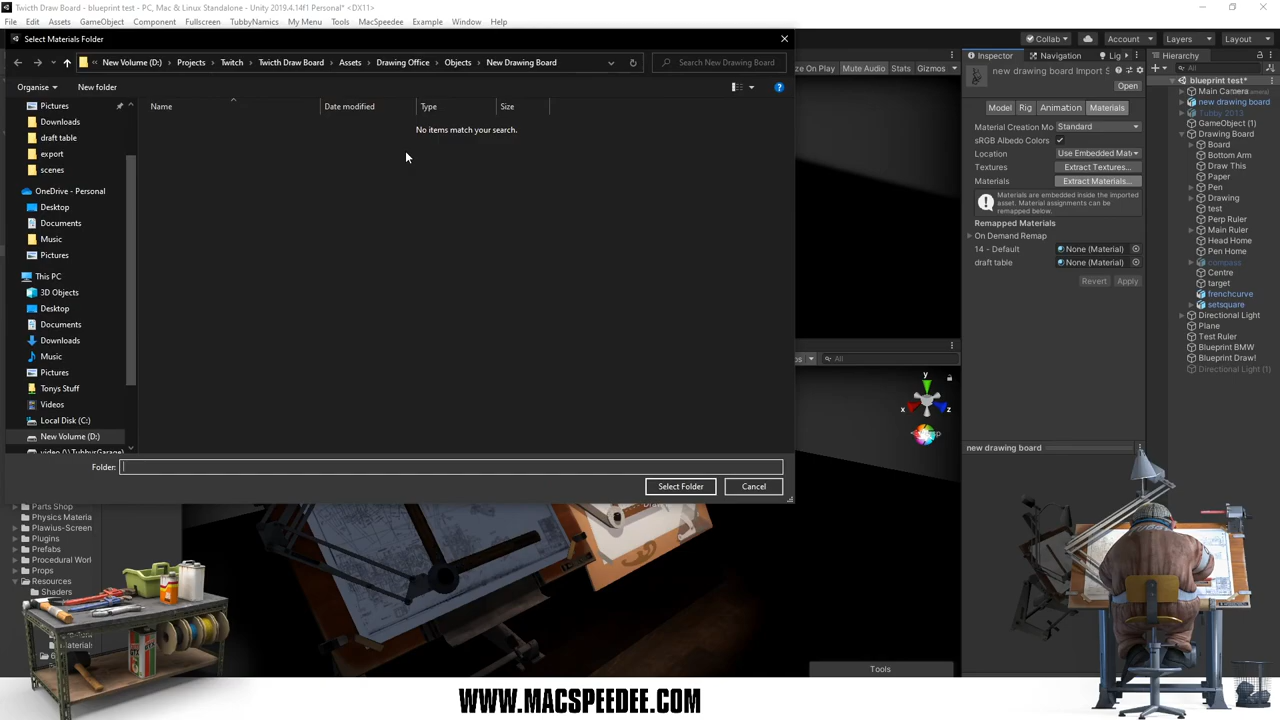 Twicth Draw Board - blueprint test - PC, Mac & Linux Standalone - Unity 2019.4.14f1 Personal* <DX11>
File Edit Assets GameObject Component Fullscreen TubbyNamics My Menu Tools MacSpeedee Example Window Help
Select Materials Folder
Collab Account Layers Layout
« New Volume (D:) › Projects › Twitch › Twicth Draw Board › Assets › Drawing Office › Objects › New Drawing Board
Search New Drawing Board
Organise New folder
Name Date modified Type Size
No items match your search.
Pictures
Downloads
draft table
export
scenes
OneDrive - Personal
Desktop
Documents
Music
Pictures
This PC
3D Objects
Desktop
Documents
Downloads
Music
Pictures
Tonys Stuff
Videos
Local Disk (C:)
New Volume (D:)
Folder:
Select Folder Cancel
ize On Play Mute Audio Stats Gizmos
All
y
x
z
Inspector Navigation Lig
new drawing board Import S
Open
Model Rig Animation Materials
Material Creation Mo Standard
sRGB Albedo Colors
Location Use Embedded Mat
Textures Extract Textures...
Materials Extract Materials...
Materials are embedded inside the imported asset. Material assignments can be remapped below.
Remapped Materials
On Demand Remap
14 - Default None (Material)
draft table None (Material)
Revert Apply
new drawing board
Hierarchy
All
blueprint test*
Main Camera
new drawing board
Tubby 2013
GameObject (1)
Drawing Board
Board
Bottom Arm
Draw This
Paper
Pen
Drawing
test
Perp Ruler
Main Ruler
Head Home
Pen Home
compass
Centre
target
frenchcurve
setsquare
Directional Light
Plane
Test Ruler
Blueprint BMW
Blueprint Draw!
Directional Light (1)
Parts Shop
Physics Materia
Plawius-Screen
Plugins
Prefabs
Procedural Worl
Props
Resources
Shaders
Tools
WWW.MACSPEEDEE.COM